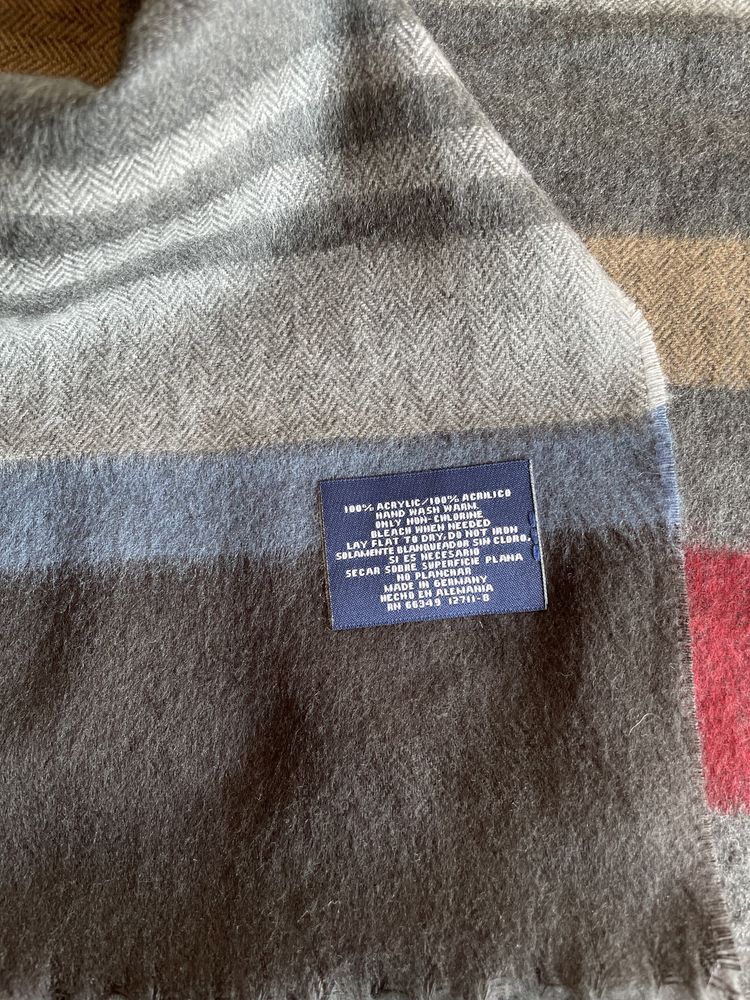 100% ACRYLIC/100% ACRILICO
HAND WASH WARM,
ONLY NON-CHLORINE
BLEACH WHEN NEEDED
LAY FLAT TO DRY, DO NOT IRON
SOLAMENTE BLANQUEADOR SIN CLORO,
SI ES NECESARIO
SECAR SOBRE SUPERFICIE PLANA
NO PLANCHAR
MADE IN GERMANY
HECHO EN ALEMANIA
RN 66349 12711-B